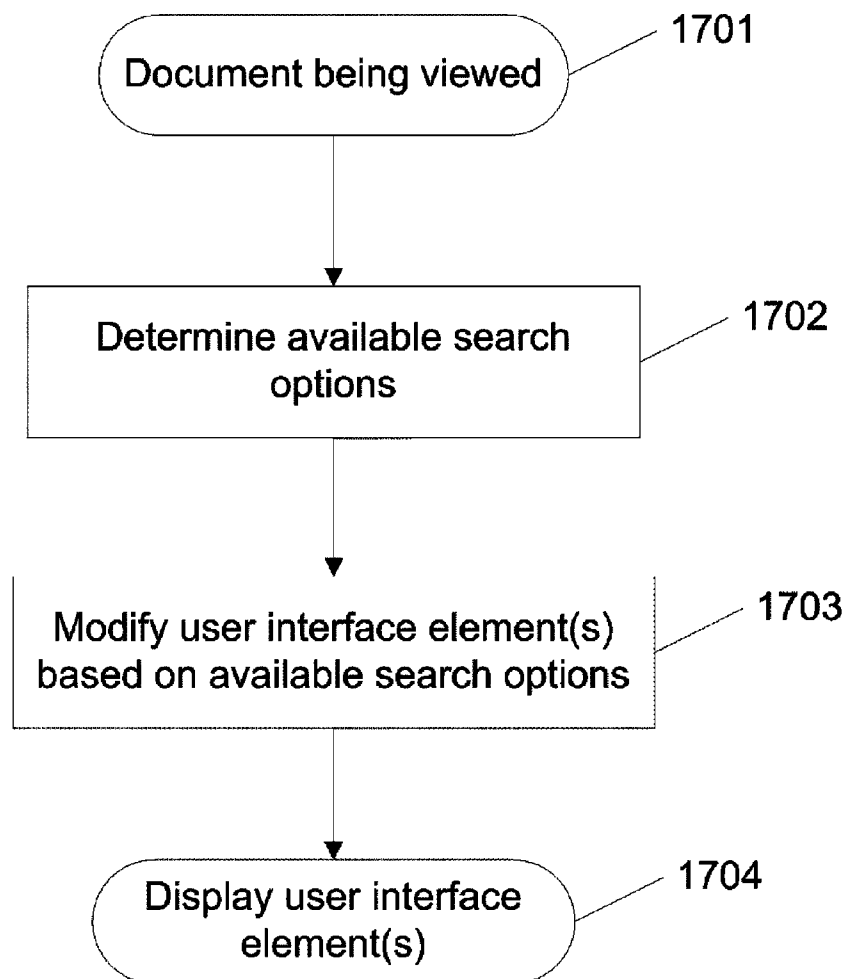 Document being viewed
1701
Determine available search
options
1702
Modify user interface element(s)
based on available search options
1703
Display user interface
element(s)
1704